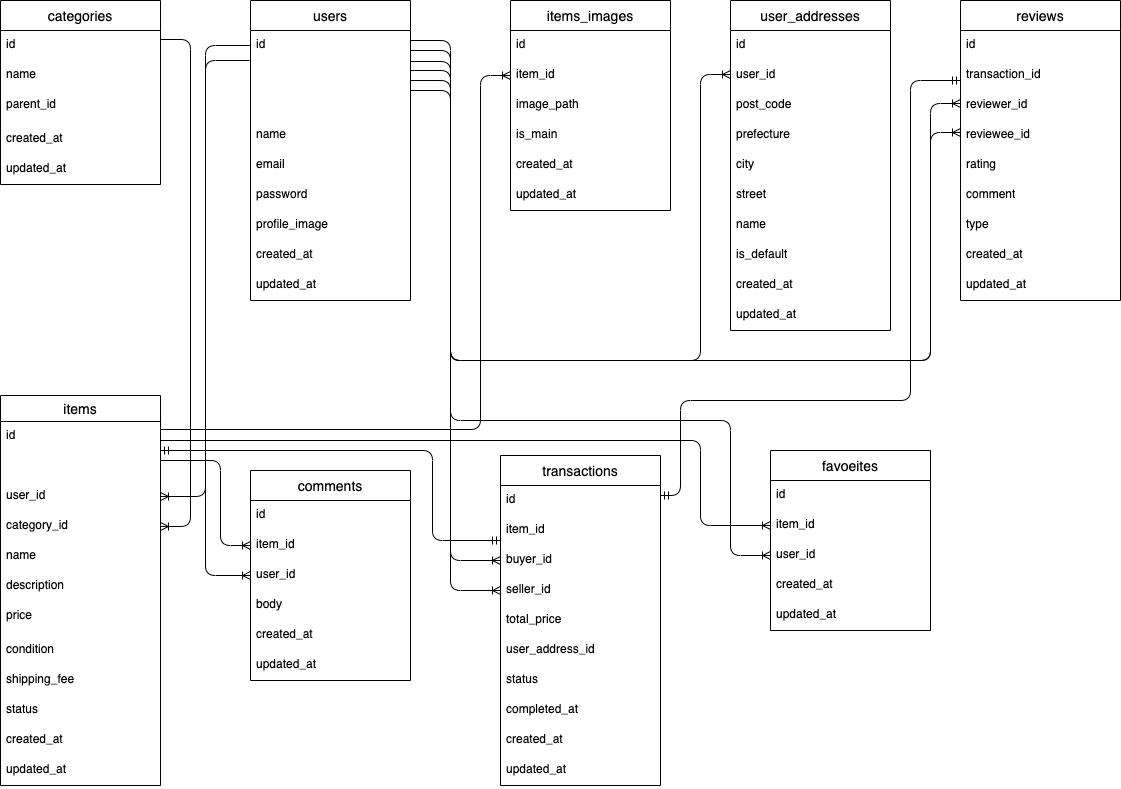 categories
id
name
parent_id
created_at
updated_at
users
id
name
email
password
profile_image
created_at
updated_at
items_images
id
item_id
image_path
is_main
created_at
updated_at
user_addresses
id
user_id
post_code
prefecture
city
street
name
is_default
created_at
updated_at
reviews
id
transaction_id
reviewer_id
reviewee_id
rating
comment
type
created_at
updated_at
items
id
user_id
category_id
name
description
price
condition
shipping_fee
status
created_at
updated_at
comments
id
item_id
user_id
body
created_at
updated_at
transactions
id
item_id
buyer_id
seller_id
total_price
user_address_id
status
completed_at
created_at
updated_at
favoeites
id
item_id
user_id
created_at
updated_at